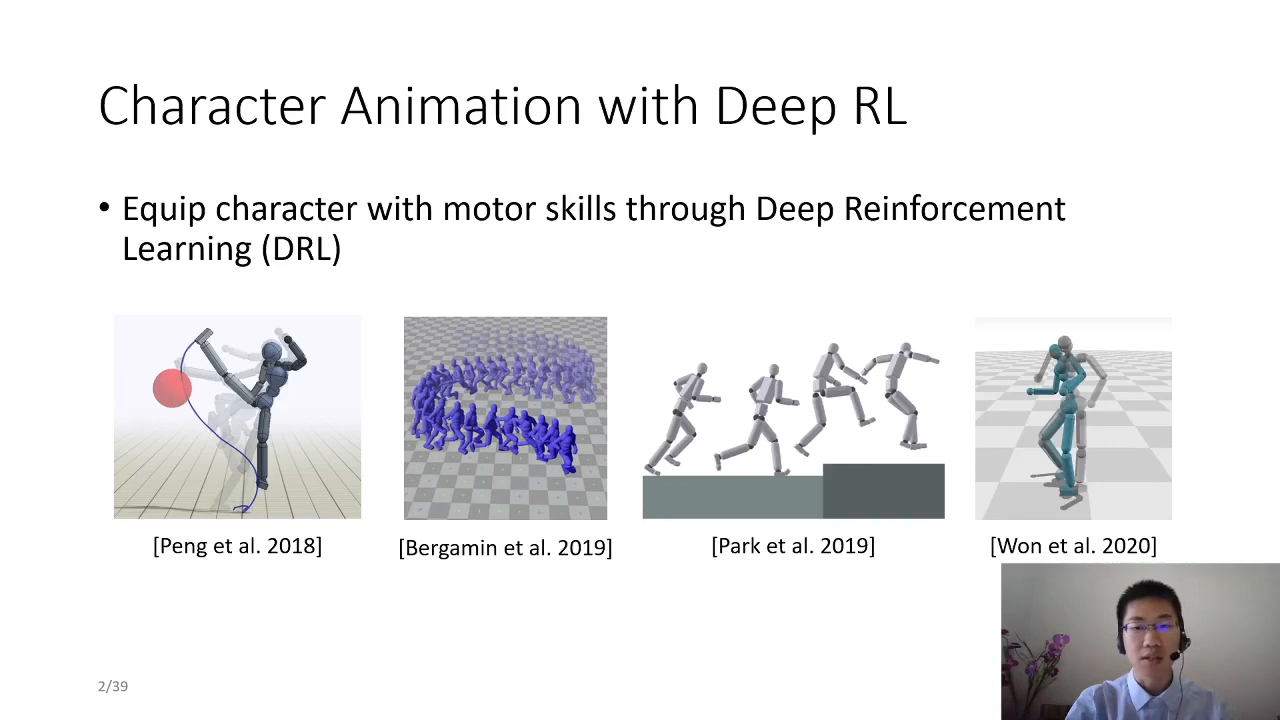 Character Animation with Deep RL
• Equip character with motor skills through Deep Reinforcement
Learning (DRL)
[Peng et al. 2018]
[Bergamin et al. 2019]
[Park et al. 2019]
[Won et al. 2020]
2/39